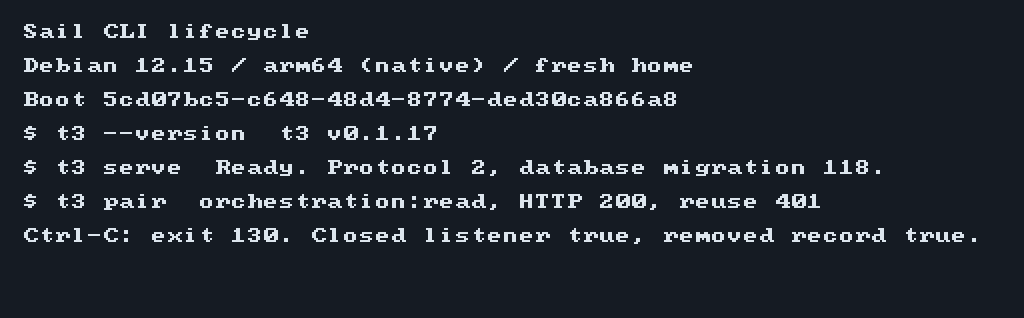 Sail CLI lifecycle
Debian 12.15 / arm64 (native) / fresh home
Boot 5cd07bc5-c648-48d4-8774-ded30ca866a8
$ t3 --version  t3 v0.1.17
$ t3 serve  Ready. Protocol 2, database migration 118.
$ t3 pair  orchestration:read, HTTP 200, reuse 401
Ctrl-C: exit 130. Closed listener true, removed record true.